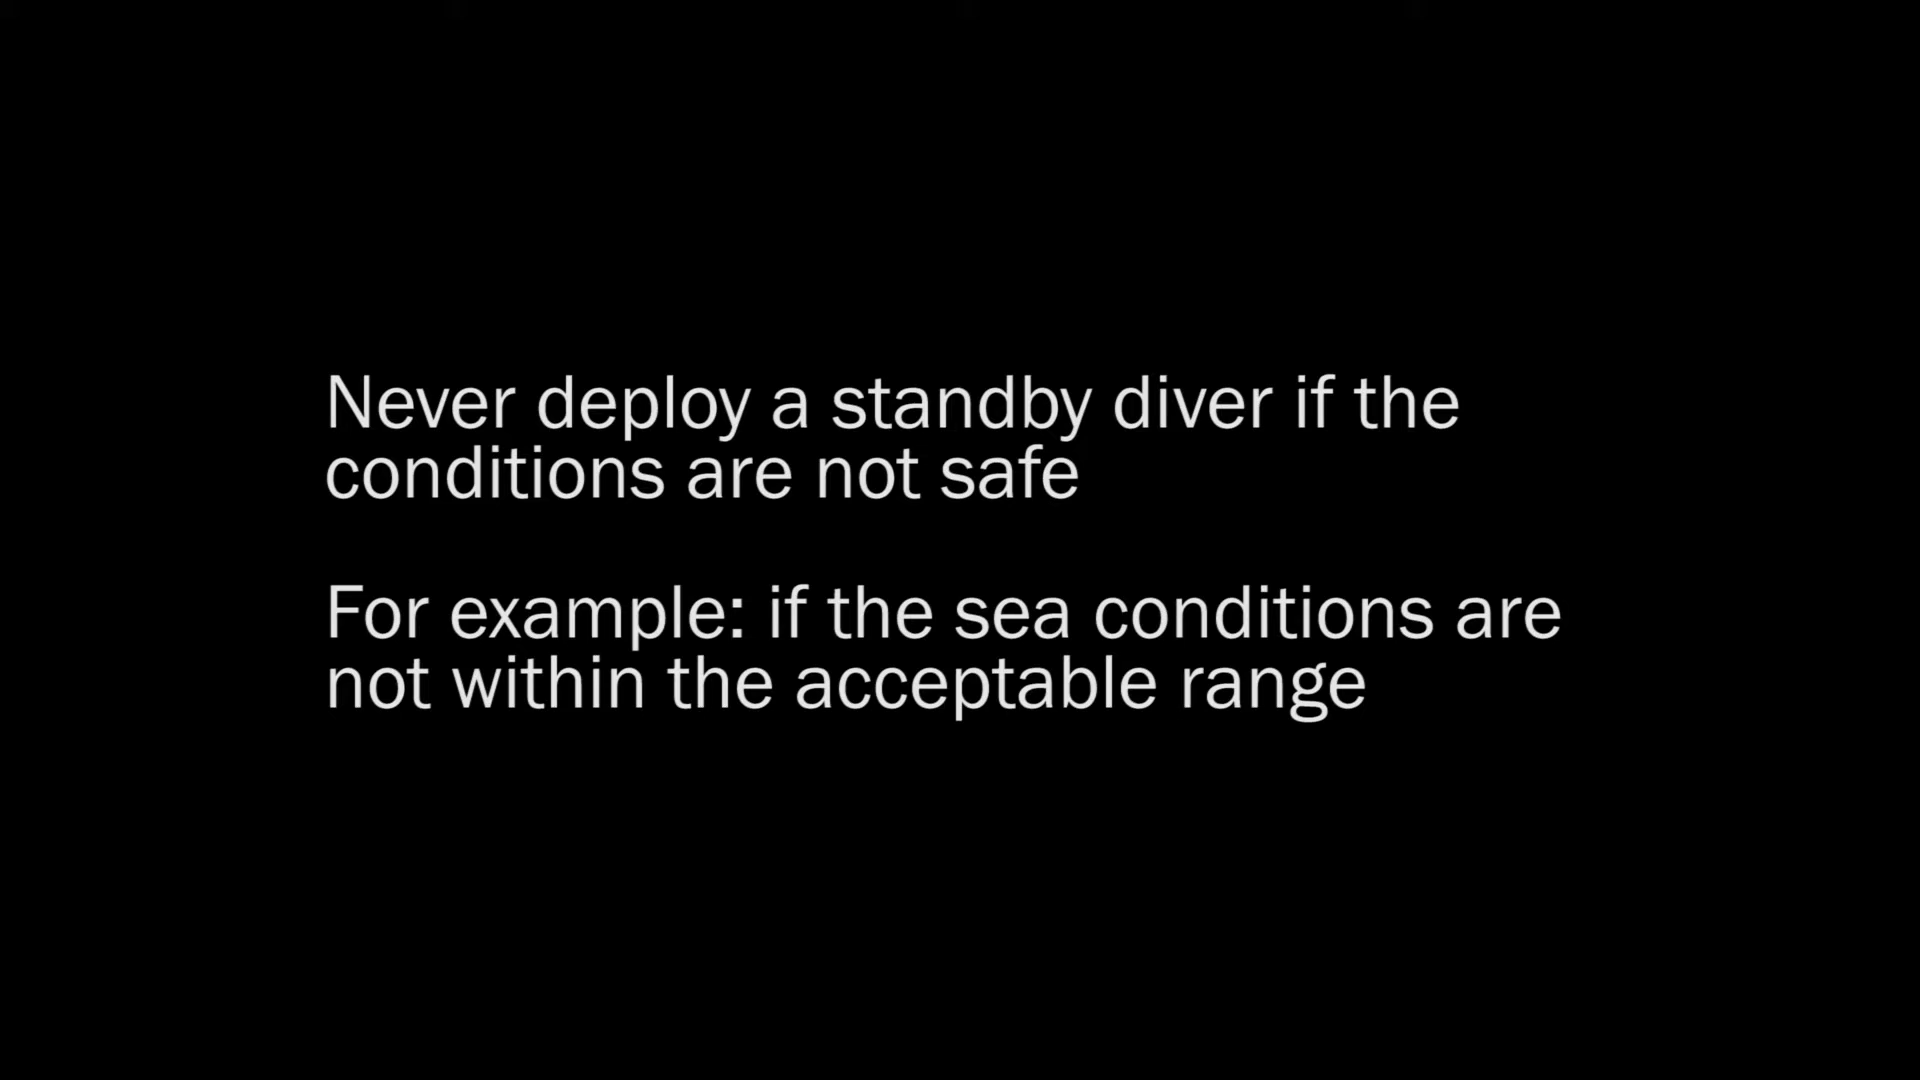 Never deploy a standby diver if the
conditions are not safe
For example: if the sea conditions are
not within the acceptable range